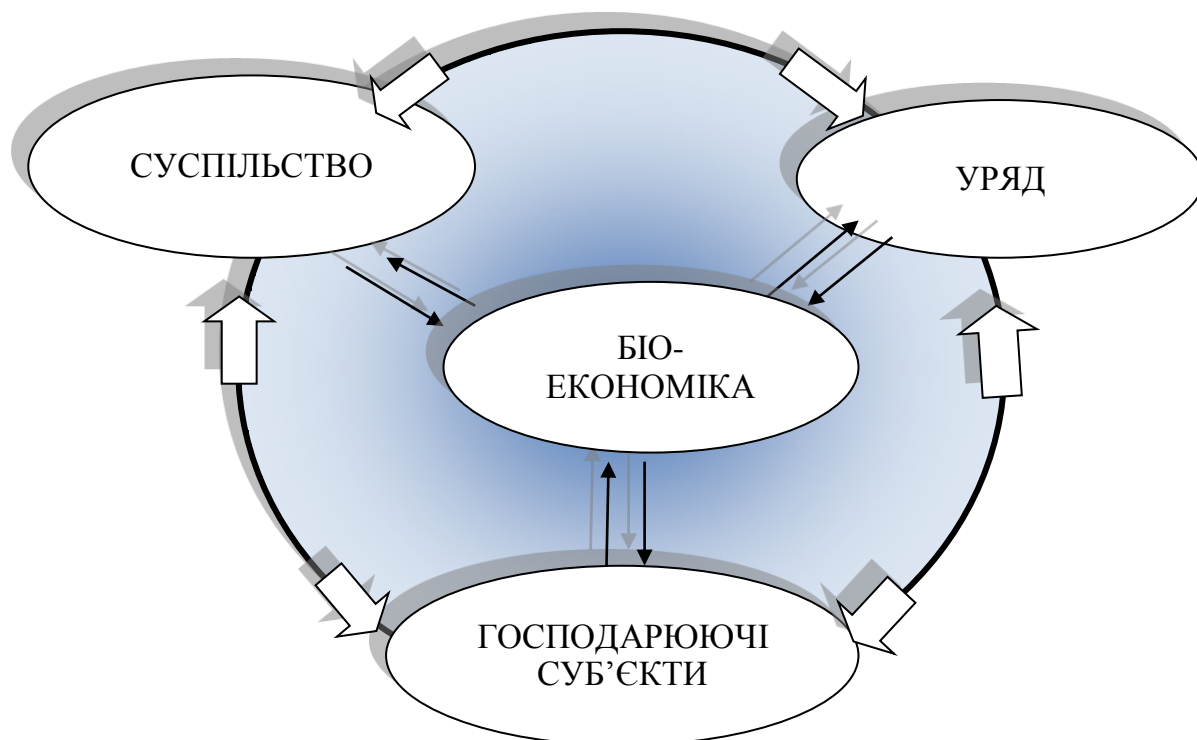 СУСПІЛЬСТВО
УРЯД
БІО-
ЕКОНОМІКА
ГОСПОДАРЮЮЧІ
СУБ’ЄКТИ